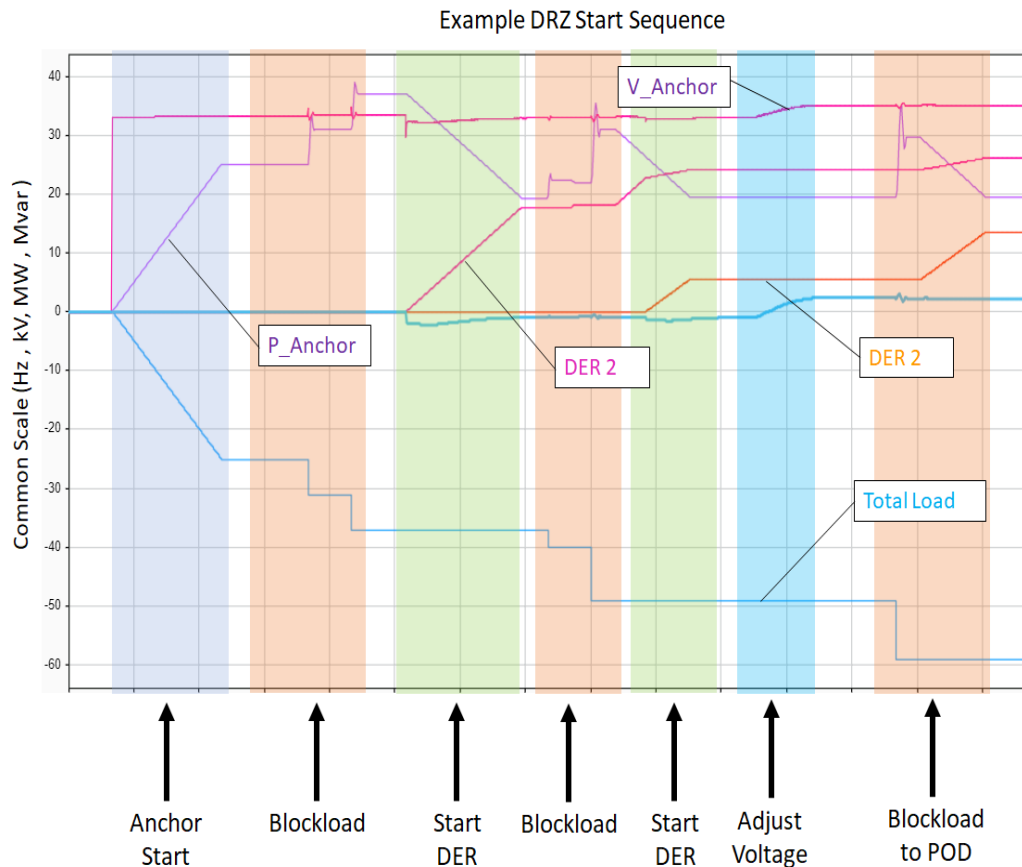 Example DRZ Start Sequence
Common Scale (Hz , kV, MW , Mvar )
40
30
20
10
0
-10
-20
-30
-40
-50
-60
V_Anchor
P_Anchor
DER 2
DER 2
Total Load
Anchor
Start
Blockload
Start
DER
Blockload
Start
DER
Adjust
Voltage
Blockload
to POD